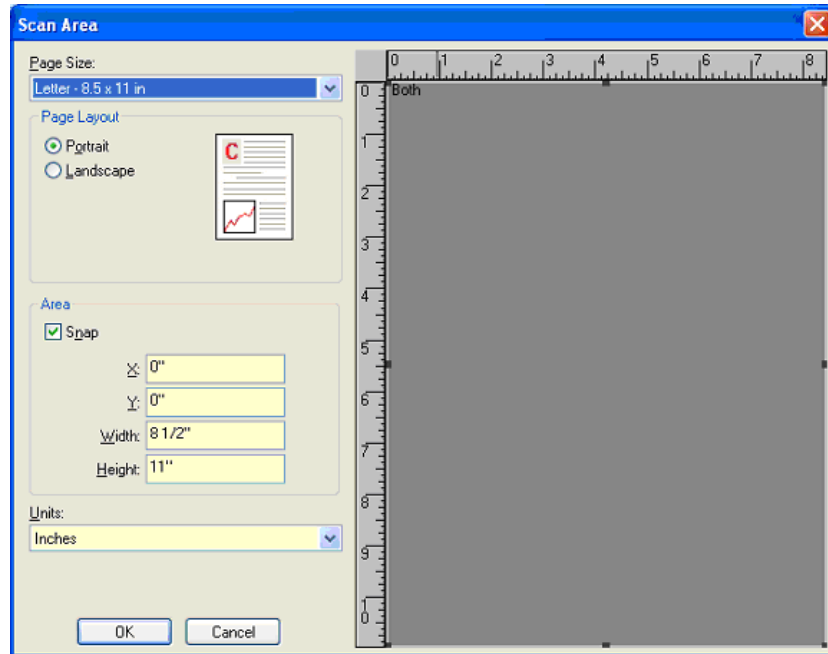 Scan Area
Page Size:
Letter - 8.5 x 11 in
Page Layout
Portrait
Landscape
C
Area
Snap
X: 0"
Y: 0"
Width: 8 1/2"
Height: 11"
Units:
Inches
OK Cancel
0 1 2 3 4 5 6 7 8
Both
0
1
2
3
4
5
6
7
8
9
10